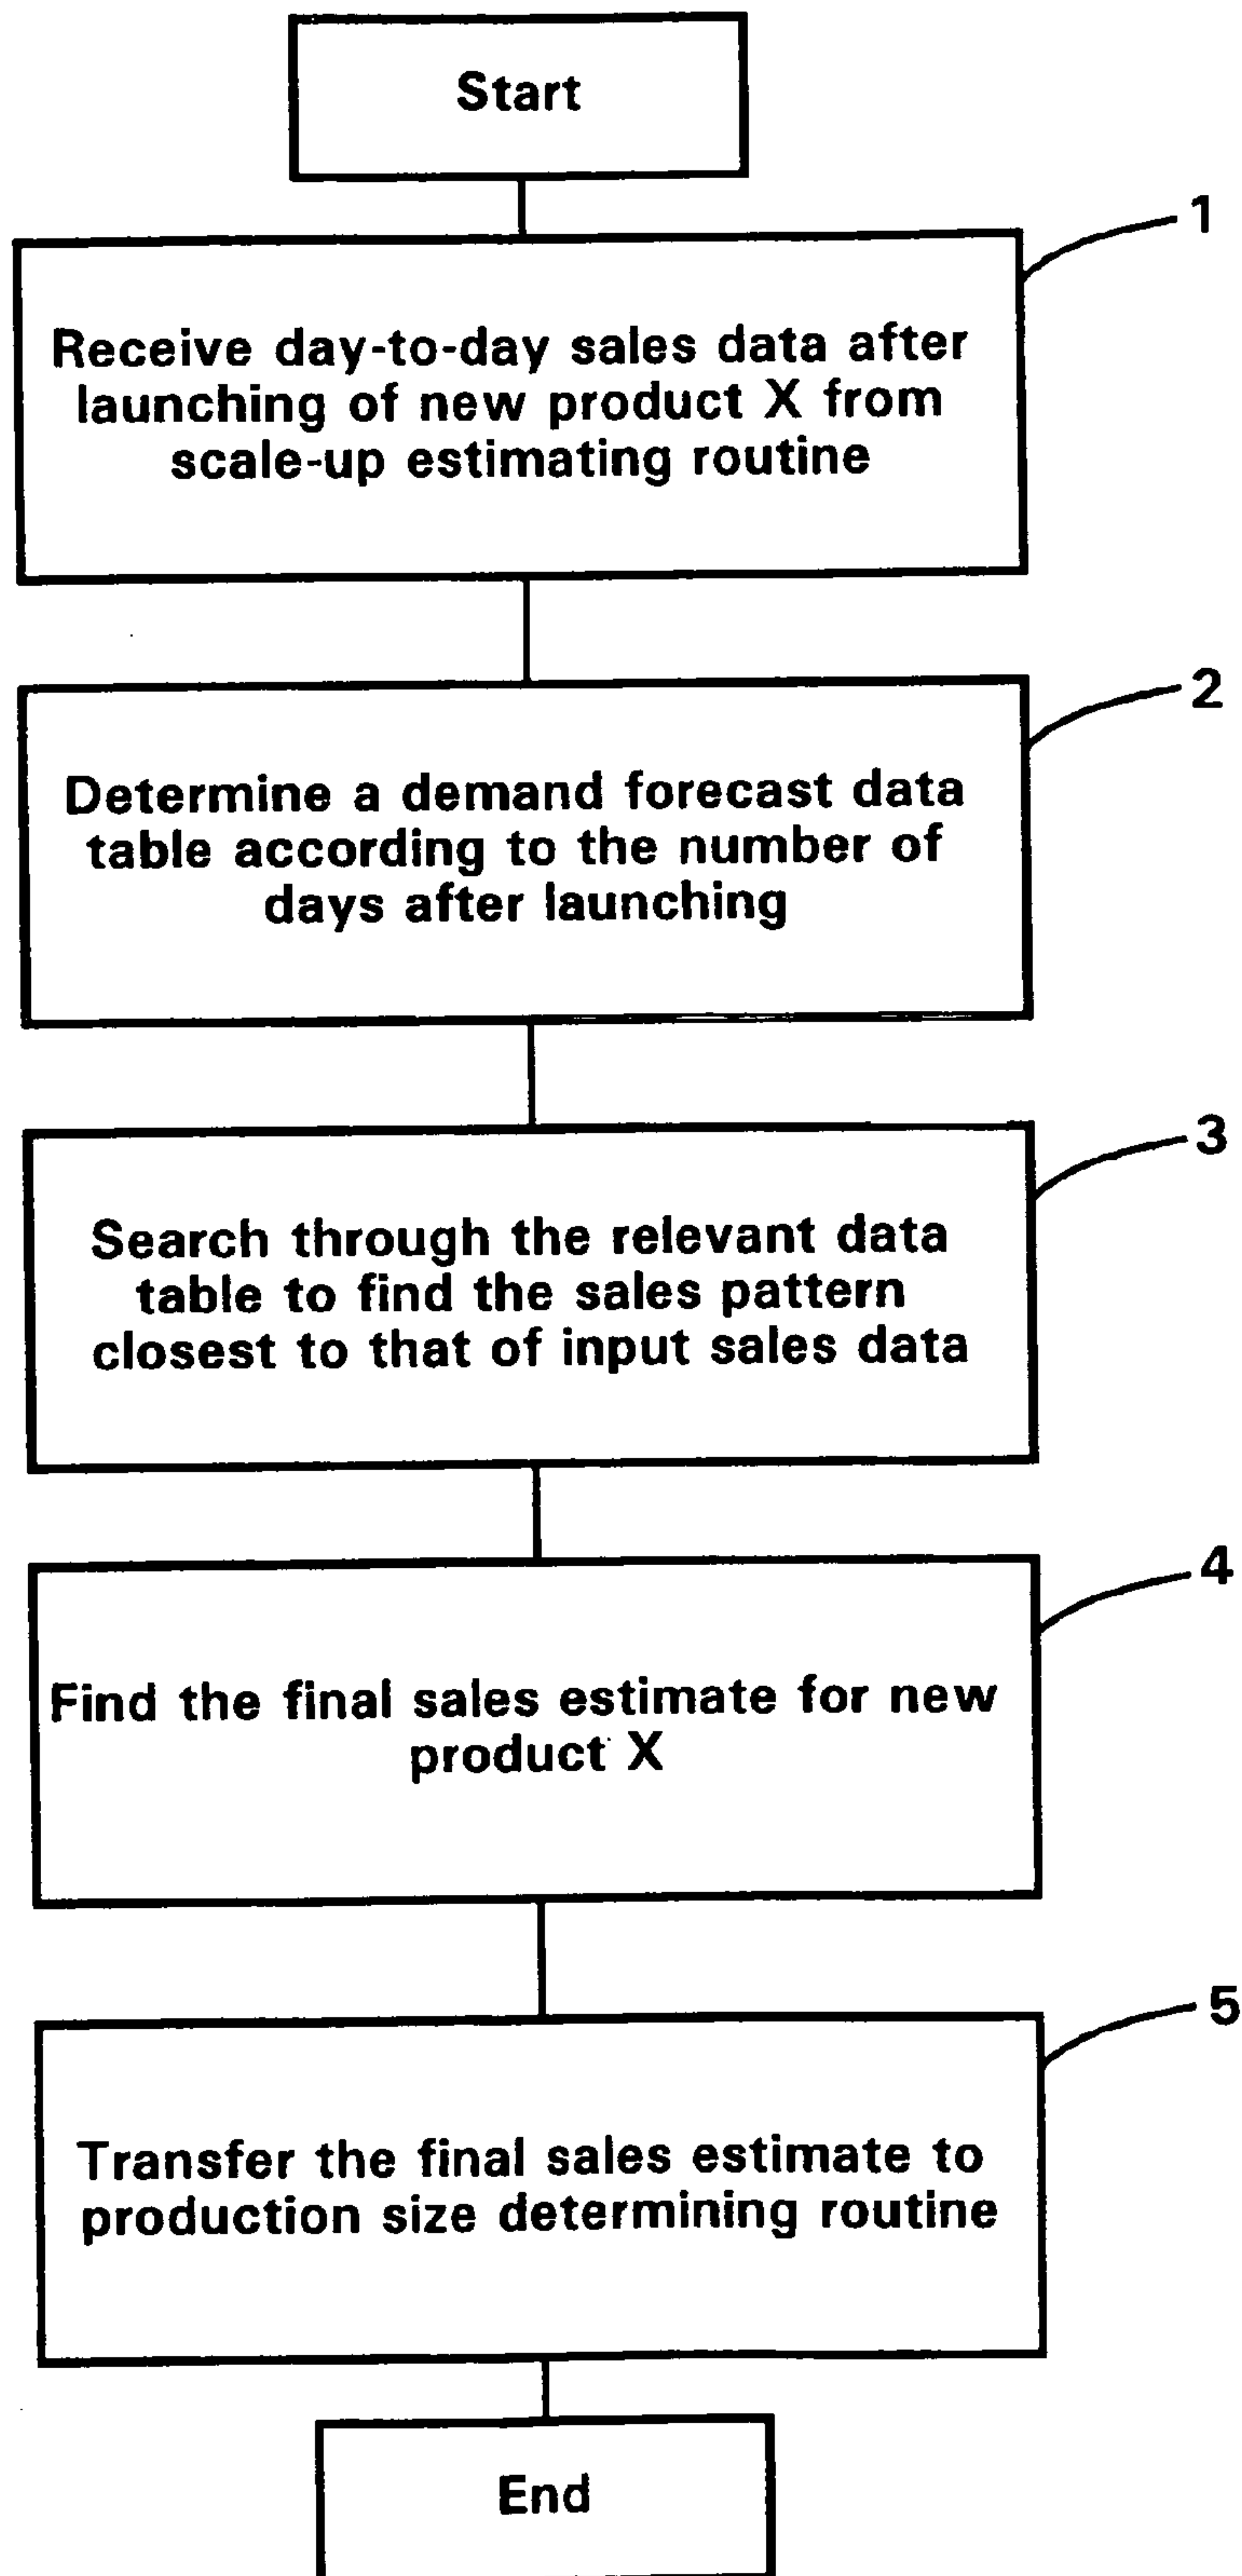 Start
1
Receive day-to-day sales data after
launching of new product X from
scale-up estimating routine
2
Determine a demand forecast data
table according to the number of
days after launching
3
Search through the relevant data
table to find the sales pattern
closest to that of input sales data
4
Find the final sales estimate for new
product X
5
Transfer the final sales estimate to
production size determining routine
End